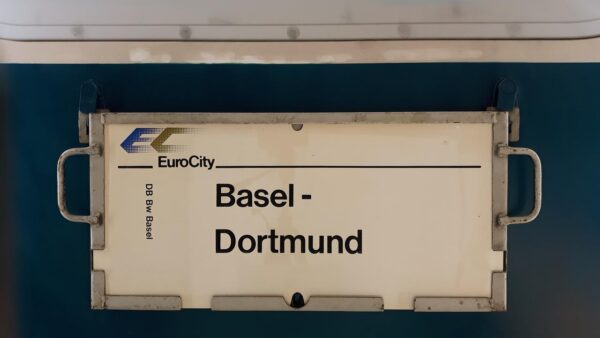 EC
EuroCity
DB Bw Basel
Basel -
Dortmund